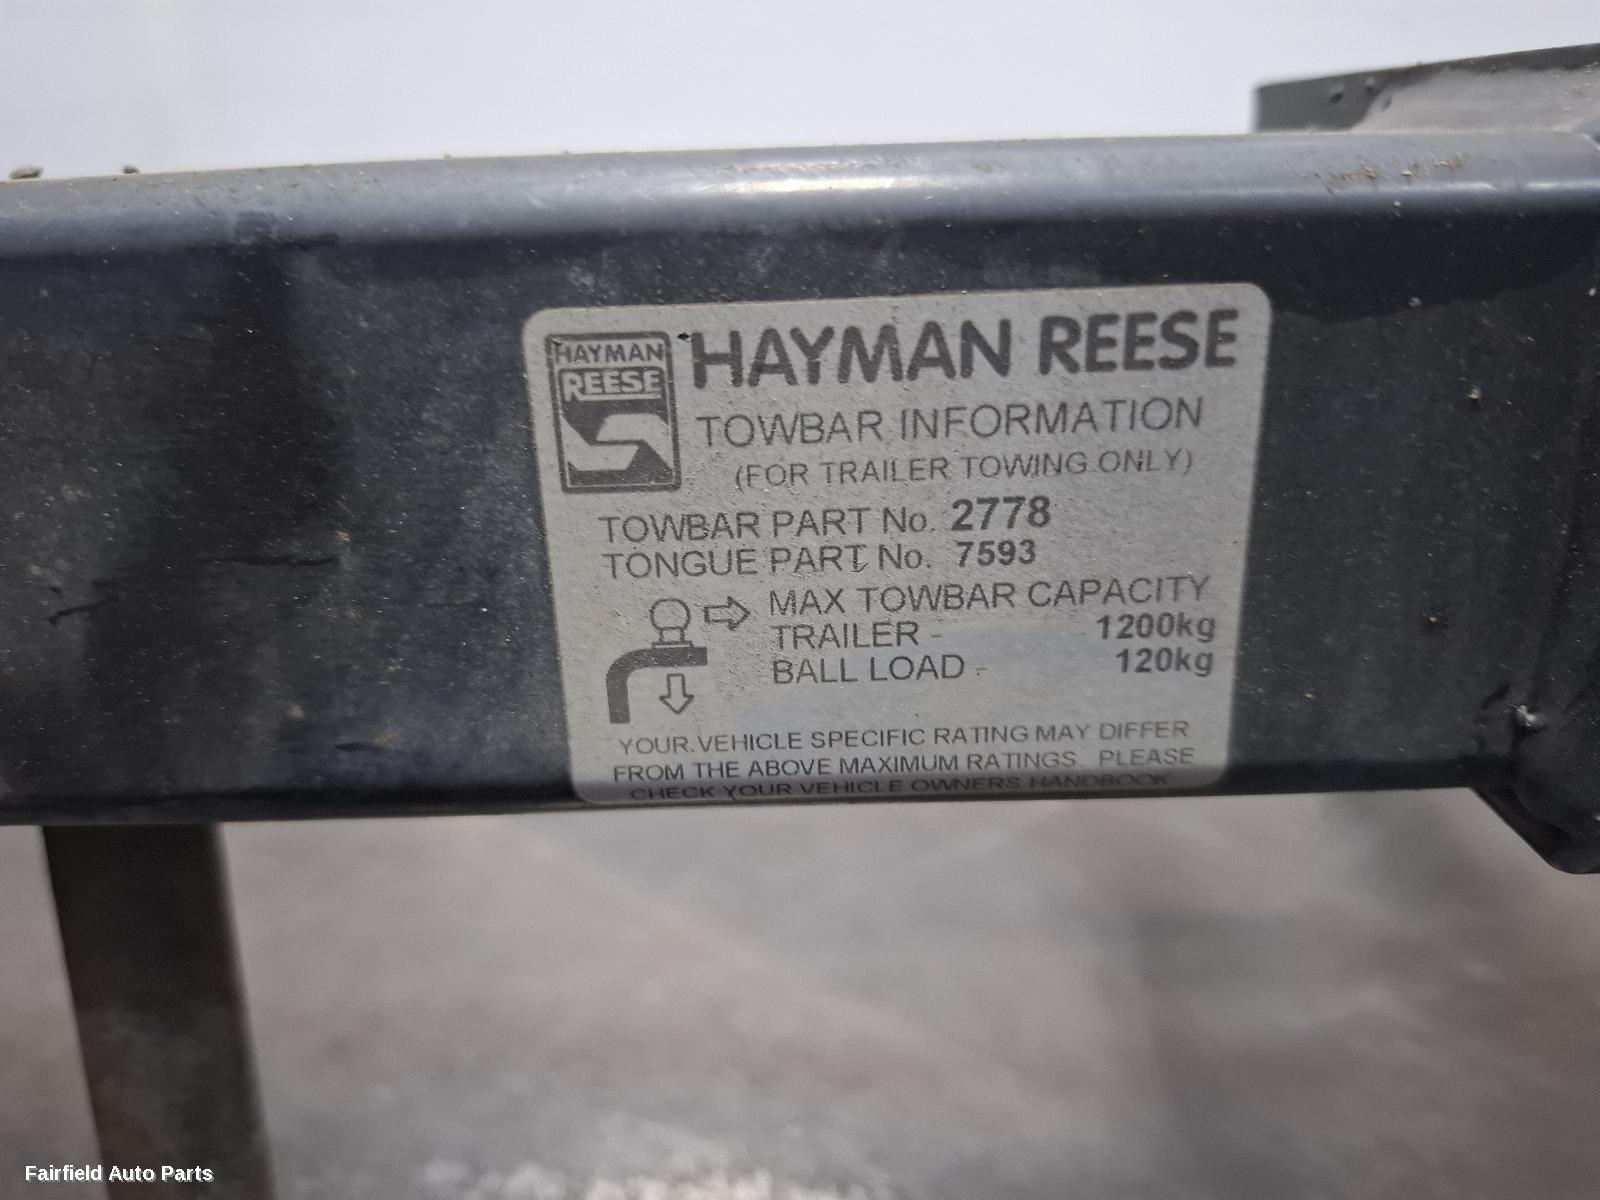 HAYMAN
REESE
HAYMAN REESE
TOWBAR INFORMATION
(FOR TRAILER TOWING ONLY)
TOWBAR PART No. 2778
TONGUE PART No. 7593
MAX TOWBAR CAPACITY
TRAILER - 1200kg
BALL LOAD - 120kg
YOUR VEHICLE SPECIFIC RATING MAY DIFFER
FROM THE ABOVE MAXIMUM RATINGS. PLEASE
CHECK YOUR VEHICLE OWNERS HANDBOOK
Fairfield Auto Parts